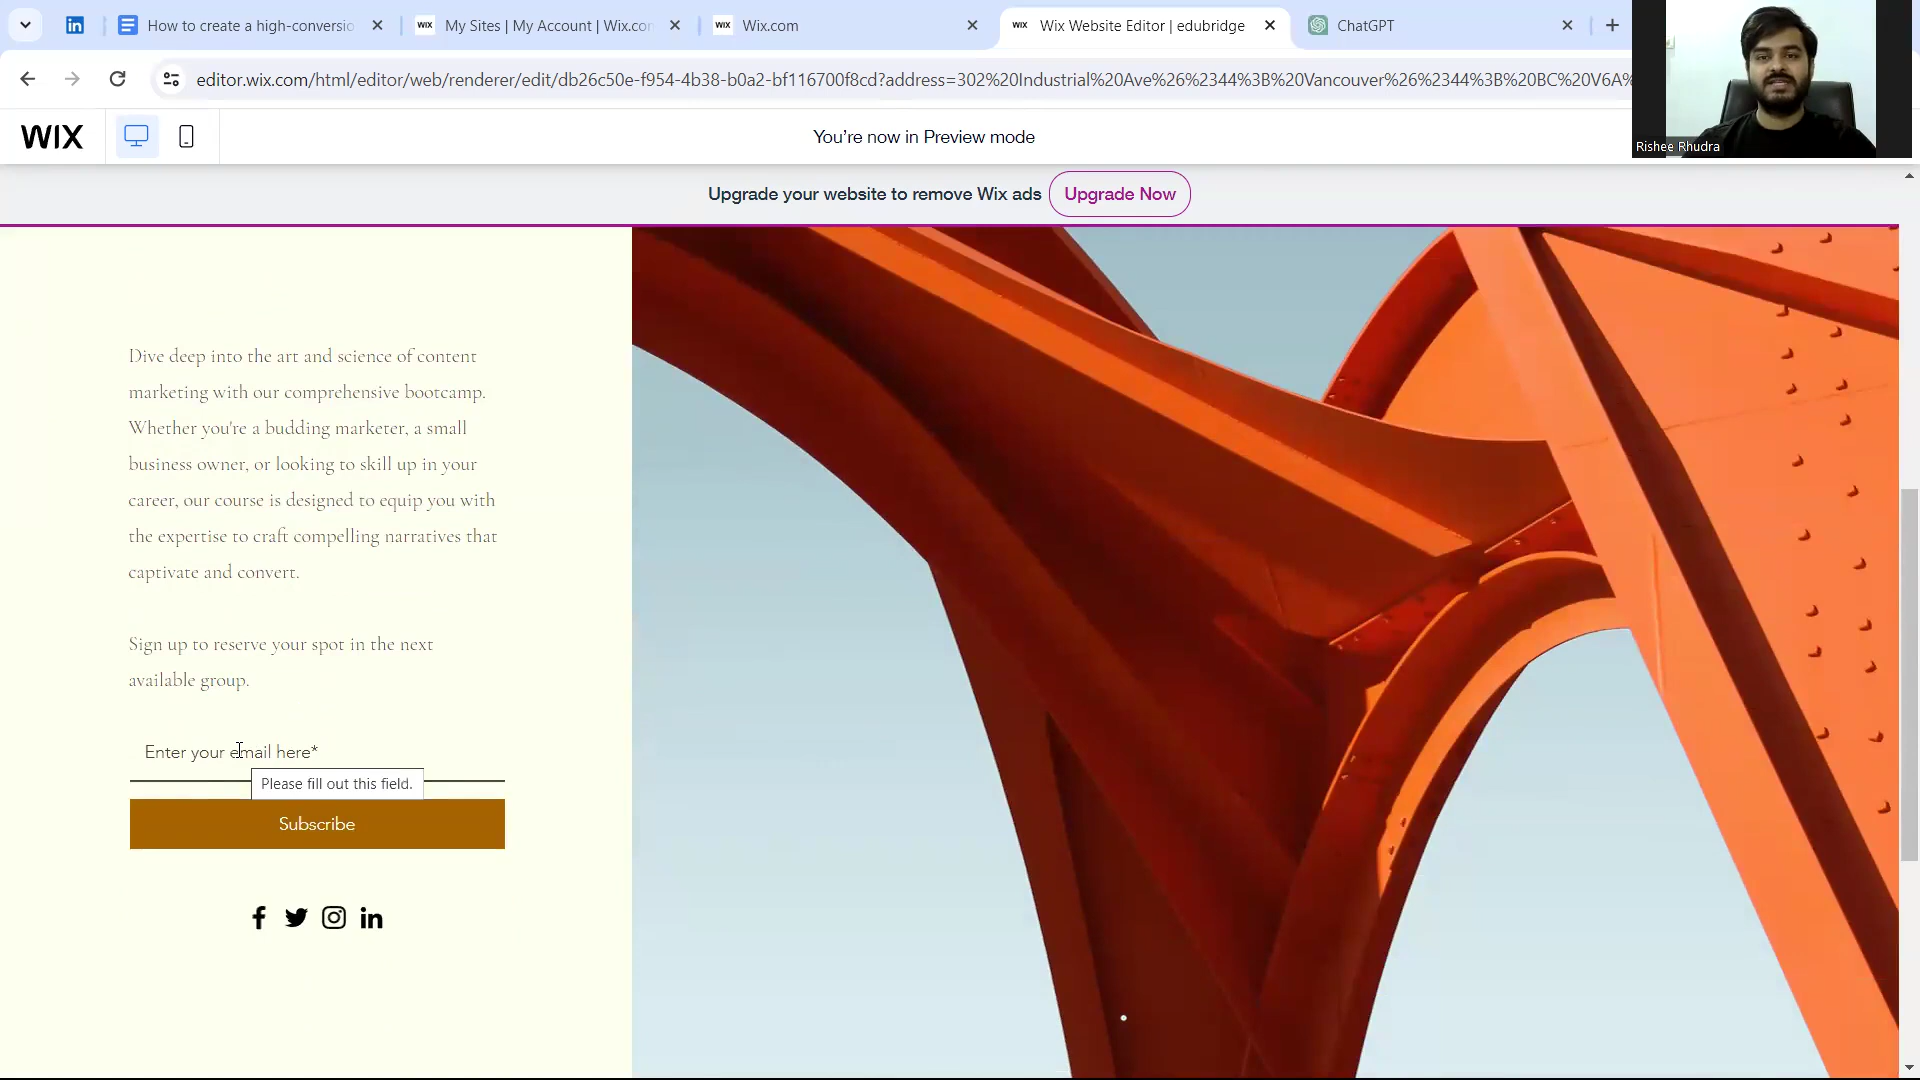 How to create a high-conversio
WIX
My Sites | My Account | Wix.co
WIX
Wix.com
WIX
Wix Website Editor | edubridge
ChatGPT
editor.wix.com/html/editor/web/renderer/edit/db26c50e-f954-4b38-b0a2-bf116700f8cd?address=302%20Industrial%20Ave%26%2344%3B%20Vancouver%26%2344%3B%20BC%20V6A%
WIX
You're now in Preview mode
Rishee Rhudra
Upgrade your website to remove Wix ads
Upgrade Now
Dive deep into the art and science of content
marketing with our comprehensive bootcamp.
Whether you're a budding marketer, a small
business owner, or looking to skill up in your
career, our course is designed to equip you with
the expertise to craft compelling narratives that
captivate and convert.
Sign up to reserve your spot in the next
available group.
Enter your email here*
Please fill out this field.
Subscribe